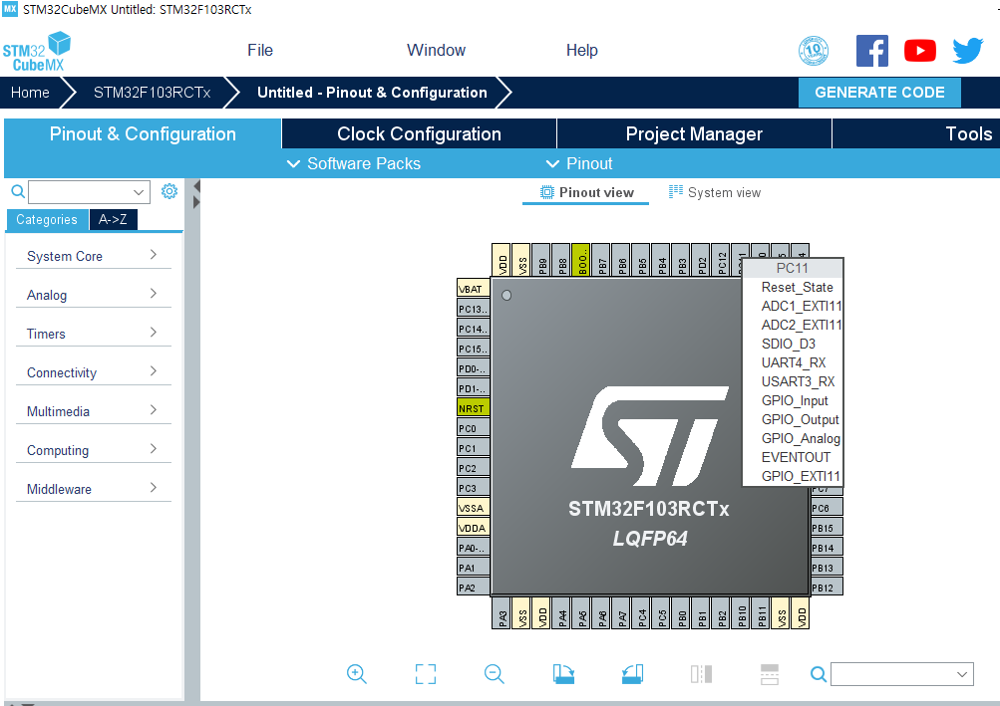 MX STM32CubeMX Untitled: STM32F103RCTx
STM32
CubeMX
File Window Help
10
Home STM32F103RCTx Untitled - Pinout & Configuration GENERATE CODE
Pinout & Configuration Clock Configuration Project Manager Tools
Software Packs Pinout
Pinout view System view
Categories A->Z
System Core
Analog
Timers
Connectivity
Multimedia
Computing
Middleware
VDD VSS PB9 PB8 BOO.. PB7 PB6 PB5 PB4 PB3 PD2 PC12
PC11
Reset_State
ADC1_EXTI11
ADC2_EXTI11
SDIO_D3
UART4_RX
USART3_RX
GPIO_Input
GPIO_Output
GPIO_Analog
EVENTOUT
GPIO_EXTI11
VBAT
PC13..
PC14..
PC15..
PD0-..
PD1-..
NRST
PC0
PC1
PC2
PC3
VSSA
VDDA
PA0-..
PA1
PA2
ST
STM32F103RCTx
LQFP64
PC7
PC6
PB15
PB14
PB13
PB12
PA3 VSS VDD PA4 PA5 PA6 PA7 PC4 PC5 PB0 PB1 PB2 PB10 PB11 VSS VDD